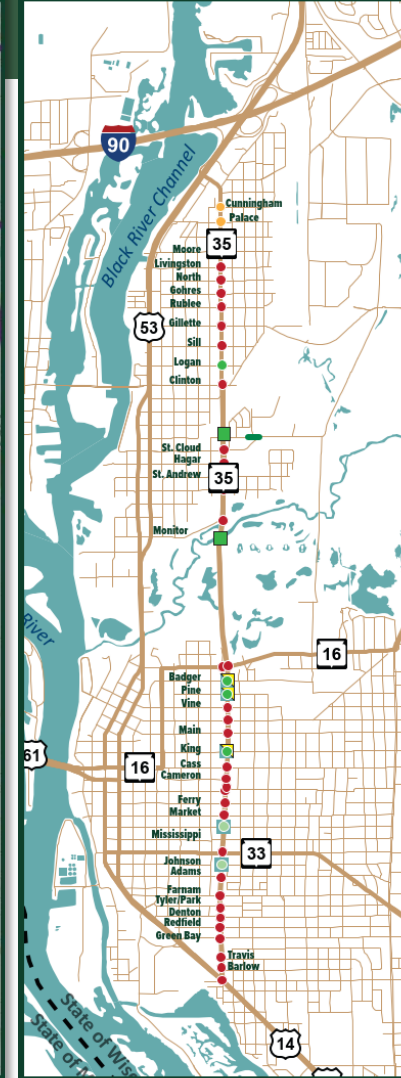 90
Black River Channel
Cunningham
Palace
35
Moore
Livingston
North
Gohres
Rublee
53
Gillette
Sill
Logan
Clinton
St. Cloud
Hagar
St. Andrew
35
Monitor
River
16
Badger
Pine
Vine
Main
King
61
16
Cass
Cameron
Ferry
Market
Mississippi
33
Johnson
Adams
Farnam
Tyler/Park
Denton
Redfield
Green Bay
Travis
Barlow
State of Wisc
State of M
14